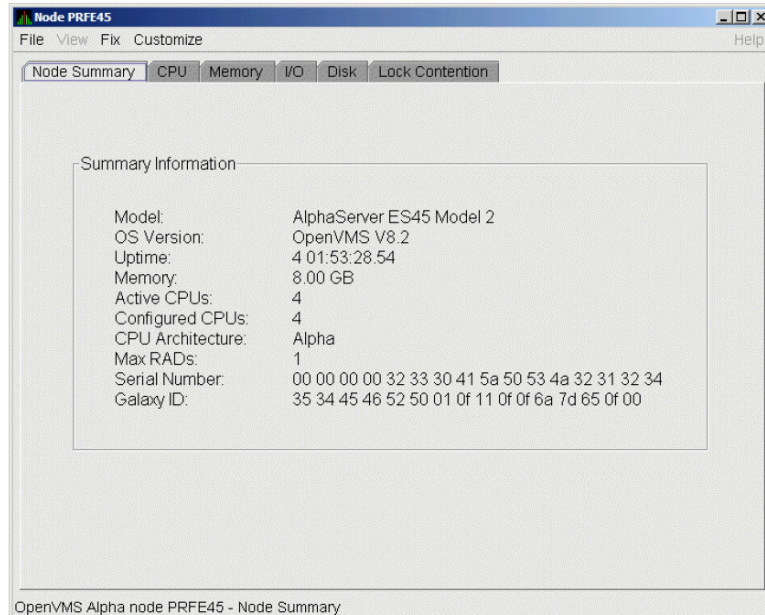 Node PRFE45
File View Fix Customize Help
Node Summary CPU Memory I/O Disk Lock Contention
Summary Information
Model: AlphaServer ES45 Model 2
OS Version: OpenVMS V8.2
Uptime: 4 01:53:28.54
Memory: 8.00 GB
Active CPUs: 4
Configured CPUs: 4
CPU Architecture: Alpha
Max RADs: 1
Serial Number: 00 00 00 00 32 33 30 41 5a 50 53 4a 32 31 32 34
Galaxy ID: 35 34 45 46 52 50 01 0f 11 0f 0f 6a 7d 65 0f 00
OpenVMS Alpha node PRFE45 - Node Summary